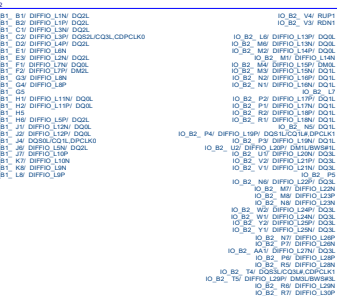 B1_ B1/ DIFFIO_L1N/ DQ2L
B1_ B2/ DIFFIO_L1P/ DQ2L
B1_ C1/ DIFFIO_L3N/ DQ2L
B1_ C2/ DIFFIO_L3P/ DQS2L/CQ3L,CDPCLK0
B1_ D2/ DIFFIO_L4P/ DQ2L
B1_ E1/ DIFFIO_L6N
B1_ E3/ DIFFIO_L2N/ DQ2L
B1_ F1/ DIFFIO_L7N/ DQ0L
B1_ F2/ DIFFIO_L7P/ DM2L
B1_ G3/ DIFFIO_L8N
B1_ G4/ DIFFIO_L8P
B1_ G5
B1_ H1/ DIFFIO_L11N/ DQ0L
B1_ H2/ DIFFIO_L11P/ DQ0L
B1_ H5
B1_ H6/ DIFFIO_L5P/ DQ2L
B1_ J1/ DIFFIO_L12N/ DQ0L
B1_ J2/ DIFFIO_L12P/ DQ0L
B1_ J4/ DQS0L/CQ1L,DPCLK0
B1_ J6/ DIFFIO_L5N/ DQ2L
B1_ J7/ DIFFIO_L10P
B1_ K7/ DIFFIO_L10N
B1_ K8/ DIFFIO_L9N
B1_ L8/ DIFFIO_L9P
IO_B2_ V4/ RUP1
IO_B2_ V3/ RDN1
IO_B2_ L6/ DIFFIO_L13P/ DQ0L
IO_B2_ M6/ DIFFIO_L13N/ DQ0L
IO_B2_ M2/ DIFFIO_L14P/ DQ0L
IO_B2_ M1/ DIFFIO_L14N
IO_B2_ M4/ DIFFIO_L15P/ DM0L
IO_B2_ M3/ DIFFIO_L15N/ DQ1L
IO_B2_ N2/ DIFFIO_L16P/ DQ1L
IO_B2_ N1/ DIFFIO_L16N/ DQ1L
IO_B2_ L7
IO_B2_ P2/ DIFFIO_L17P/ DQ1L
IO_B2_ P1/ DIFFIO_L17N/ DQ1L
IO_B2_ R2/ DIFFIO_L18P/ DQ1L
IO_B2_ R1/ DIFFIO_L18N/ DQ1L
IO_B2_ N5/ DQ1L
IO_B2_ P4/ DIFFIO_L19P/ DQS1L/CQ1L#,DPCLK1
IO_B2_ P3/ DIFFIO_L19N/ DQ1L
IO_B2_ U2/ DIFFIO_L20P/ DM1L/BWS#1L
IO_B2_ U1/ DIFFIO_L20N/ DQ3L
IO_B2_ V2/ DIFFIO_L21P/ DQ3L
IO_B2_ V1/ DIFFIO_L21N/ DQ3L
IO_B2_ P5
IO_B2_ N6/ DIFFIO_L22P/ DQ3L
IO_B2_ M7/ DIFFIO_L22N
IO_B2_ M8/ DIFFIO_L23P
IO_B2_ N8/ DIFFIO_L23N
IO_B2_ W2/ DIFFIO_L24P/ DQ3L
IO_B2_ W1/ DIFFIO_L24N/ DQ3L
IO_B2_ Y2/ DIFFIO_L25P/ DQ3L
IO_B2_ Y1/ DIFFIO_L25N/ DQ3L
IO_B2_ N7/ DIFFIO_L26P
IO_B2_ P7/ DIFFIO_L26N
IO_B2_ AA1/ DIFFIO_L27N/ DQ3L
IO_B2_ P6/ DIFFIO_L28P
IO_B2_ R5/ DIFFIO_L28N
IO_B2_ T4/ DQS3L/CQ3L#,CDPCLK1
IO_B2_ T5/ DIFFIO_L29P/ DM3L/BWS#3L
IO_B2_ R6/ DIFFIO_L29N
IO_B2_ R7/ DIFFIO_L30P